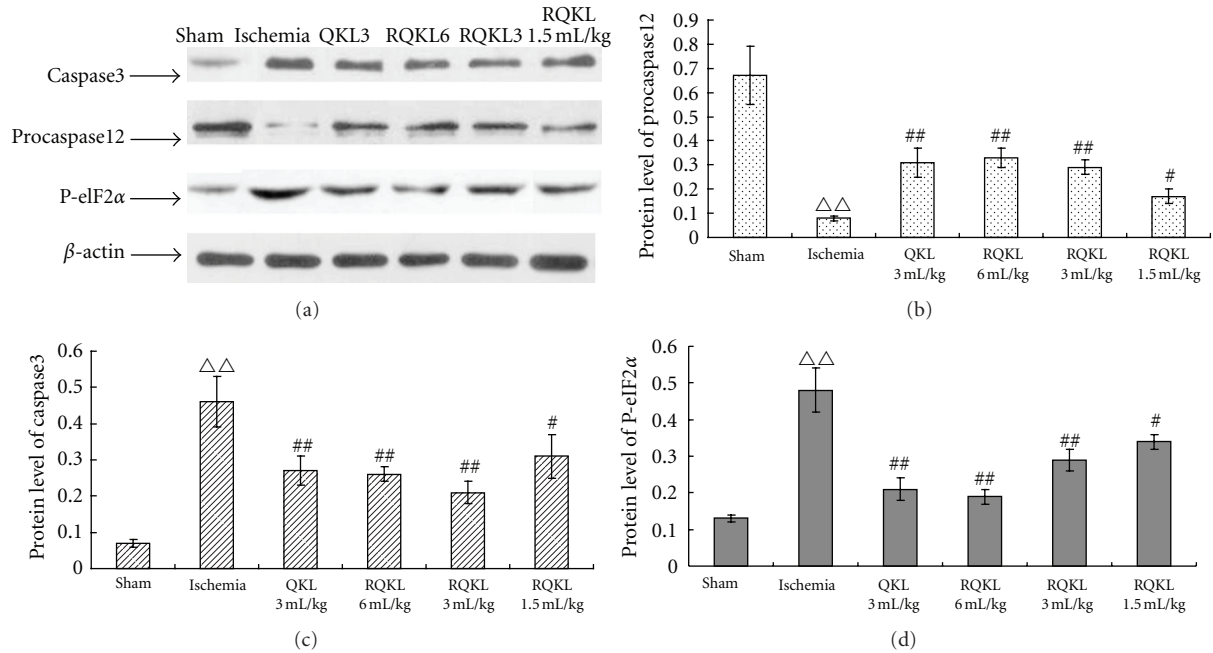 RQKL
Sham Ischemia QKL3 RQKL6 RQKL3 1.5 mL/kg
Caspase3
Procaspase12
P-eIF2α
β-actin
(a)
Protein level of procaspase12
0.9
0.8
0.7
0.6
0.5
0.4
0.3
0.2
0.1
0
△△
##
##
##
#
Sham Ischemia QKL RQKL RQKL RQKL
3 mL/kg 6 mL/kg 3 mL/kg 1.5 mL/kg
(b)
Protein level of caspase3
0.6
0.5
0.4
0.3
0.2
0.1
0
△△
##
##
##
#
Sham Ischemia QKL RQKL RQKL RQKL
3 mL/kg 6 mL/kg 3 mL/kg 1.5 mL/kg
(c)
Protein level of P-eIF2α
0.6
0.5
0.4
0.3
0.2
0.1
0
△△
##
##
##
#
Sham Ischemia QKL RQKL RQKL RQKL
3 mL/kg 6 mL/kg 3 mL/kg 1.5 mL/kg
(d)